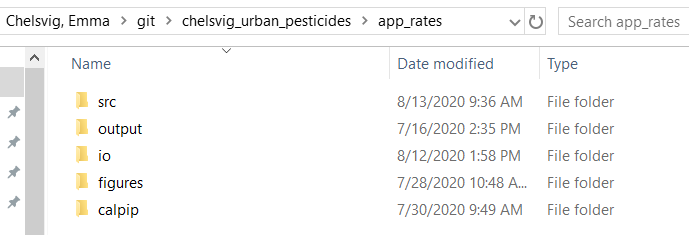 Chelsvig, Emma > git > chelsvig_urban_pesticides > app_rates Search app_rates
Name Date modified Type
src 8/13/2020 9:36 AM File folder
output 7/16/2020 2:35 PM File folder
io 8/12/2020 1:58 PM File folder
figures 7/28/2020 10:48 A... File folder
calpip 7/30/2020 9:49 AM File folder